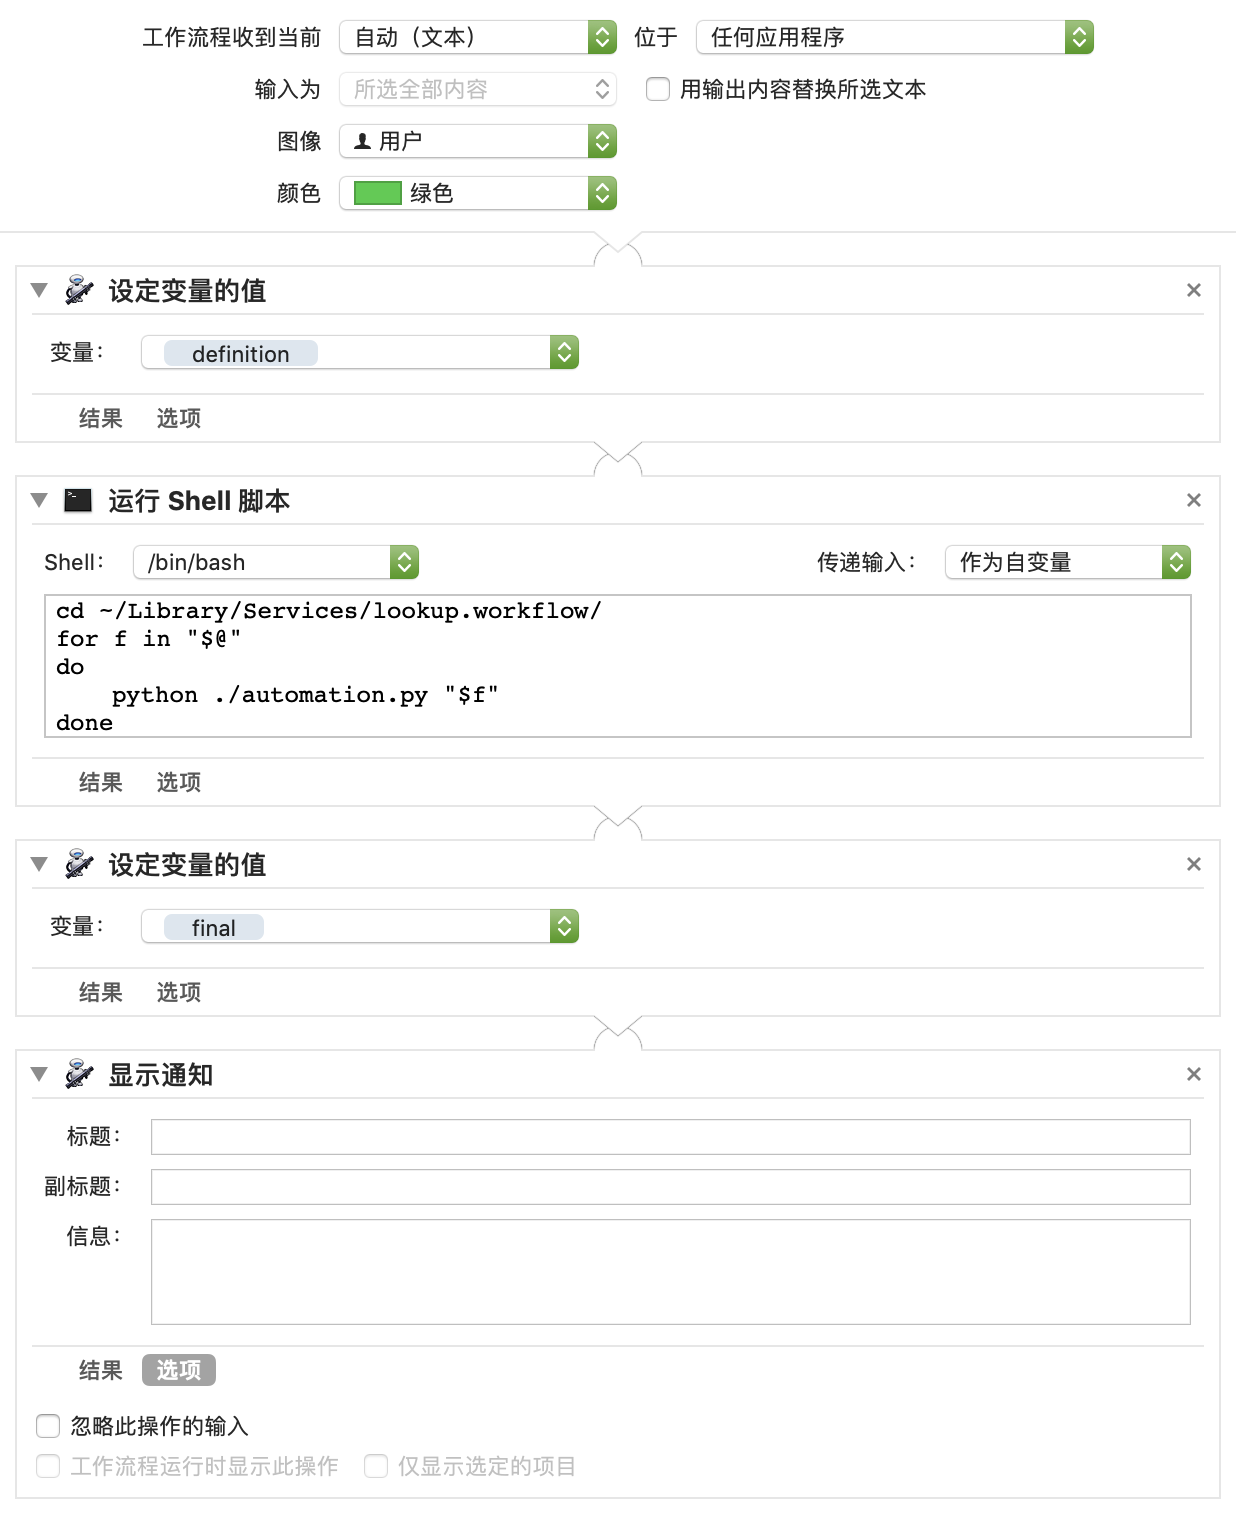 工作流程收到当前 自动（文本） 位于 任何应用程序
输入为 所选全部内容 用输出内容替换所选文本
图像 用户
颜色 绿色
设定变量的值
变量： definition
结果 选项
运行 Shell 脚本
Shell： /bin/bash 传递输入： 作为自变量
cd ~/Library/Services/lookup.workflow/
for f in "$@"
do
python ./automation.py "$f"
done
结果 选项
设定变量的值
变量： final
结果 选项
显示通知
标题：
副标题：
信息：
结果 选项
忽略此操作的输入
工作流程运行时显示此操作 仅显示选定的项目